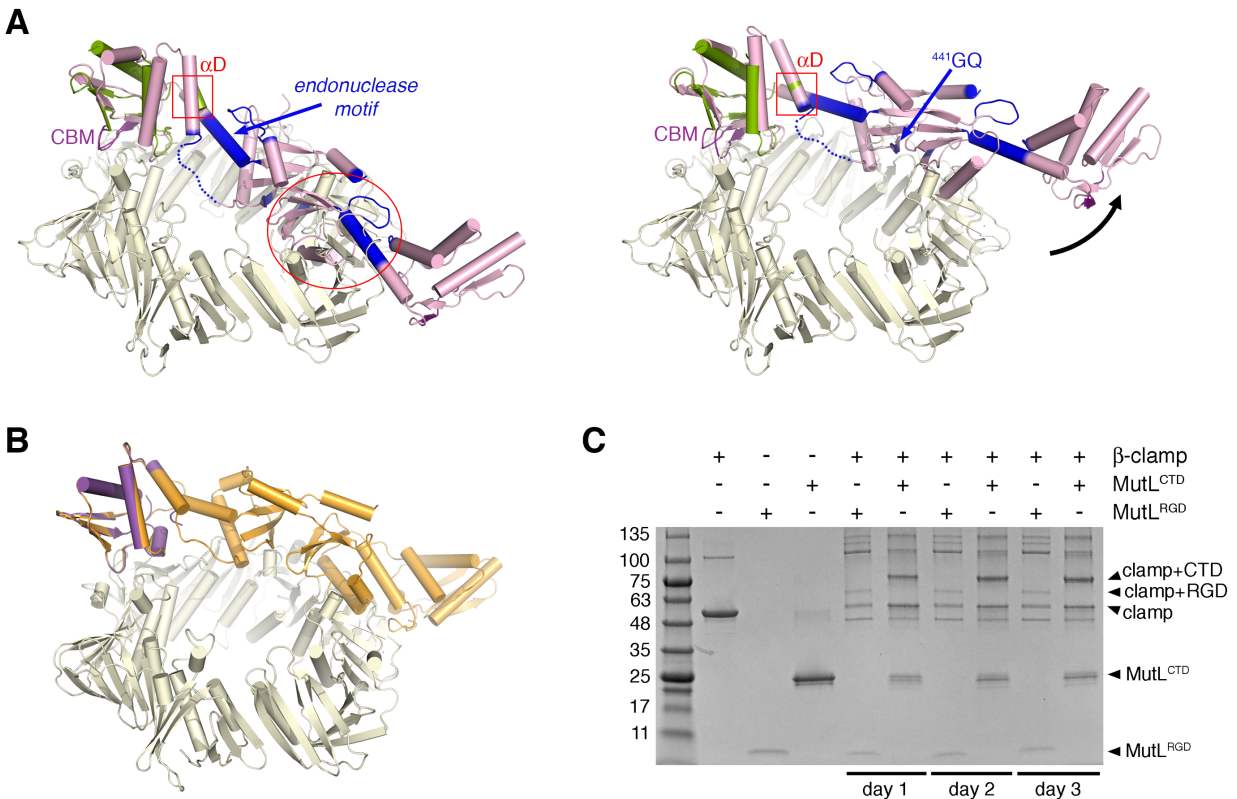 A
αD
endonuclease
motif
CBM
αD
⁴⁴¹GQ
CBM
B
C
+ - - + + + + + + β-clamp
- - + - + - + - + MutLᶜᵀᴰ
- + - + - + - + - MutLᴿᴳᴰ
135
100
75
63
48
35
25
17
11
clamp+CTD
clamp+RGD
clamp
MutLᶜᵀᴰ
MutLᴿᴳᴰ
day 1 day 2 day 3